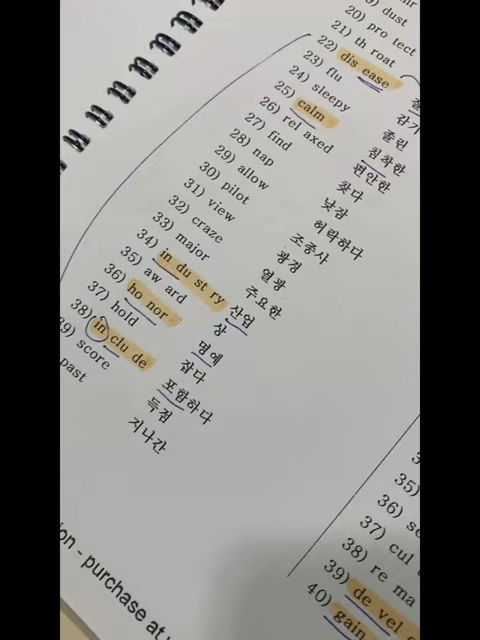 dust
20) pro tect
21) th roat
22) dis ease
23) flu 감기
24) sleepy 졸린
25) calm 침착한
26) rel axed 편안한
27) find 찾다
28) nap 낮잠
29) allow 허락하다
30) pilot 조종사
31) view 광경
32) craze 열광
33) major 주요한
34) in du st ry 산업
35) aw ard 상
36) ho nor 명예
37) hold 잡다
38) in clu de 포함하다
39) score 득점
past 지나간
ion - purchase at
35)
36) se
37) cul
38) re ma
39) de vel
40) gain